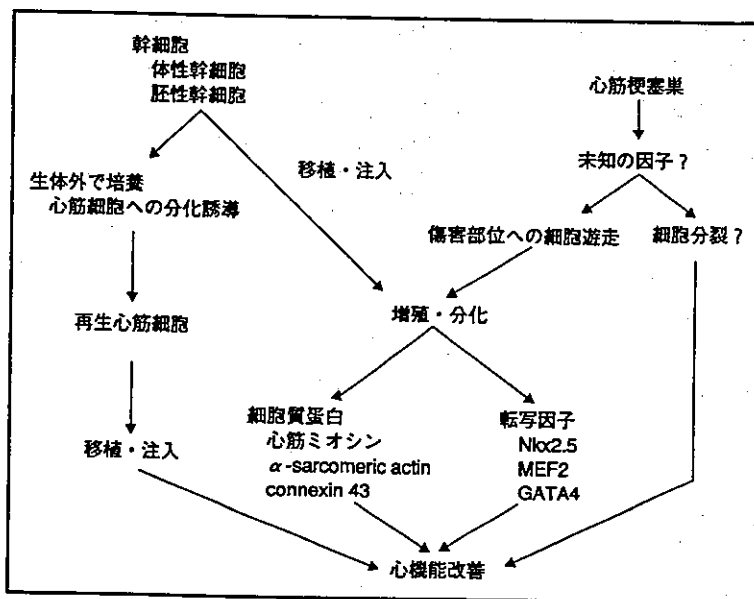 幹細胞
体性幹細胞
胚性幹細胞
心筋梗塞巣
移植・注入
未知の因子？
生体外で培養
心筋細胞への分化誘導
傷害部位への細胞遊走
細胞分裂？
再生心筋細胞
増殖・分化
細胞質蛋白
心筋ミオシン
α-sarcomeric actin
connexin 43
転写因子
Nkx2.5
MEF2
GATA4
移植・注入
心機能改善